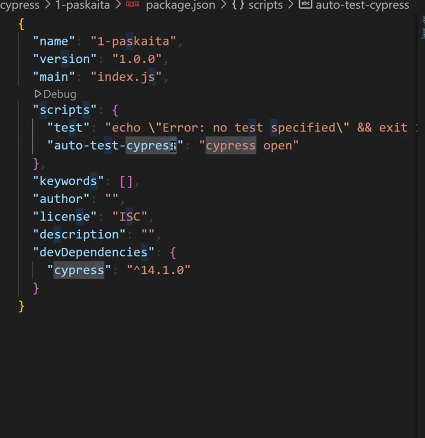 cypress > 1-paskaita > package.json > { } scripts > abc auto-test-cypress
{
"name": "1-paskaita",
"version": "1.0.0",
"main": "index.js",
Debug
"scripts": {
"test": "echo \"Error: no test specified\" && exit
"auto-test-cypress": "cypress open"
},
"keywords": [],
"author": "",
"license": "ISC",
"description": "",
"devDependencies": {
"cypress": "^14.1.0"
}
}